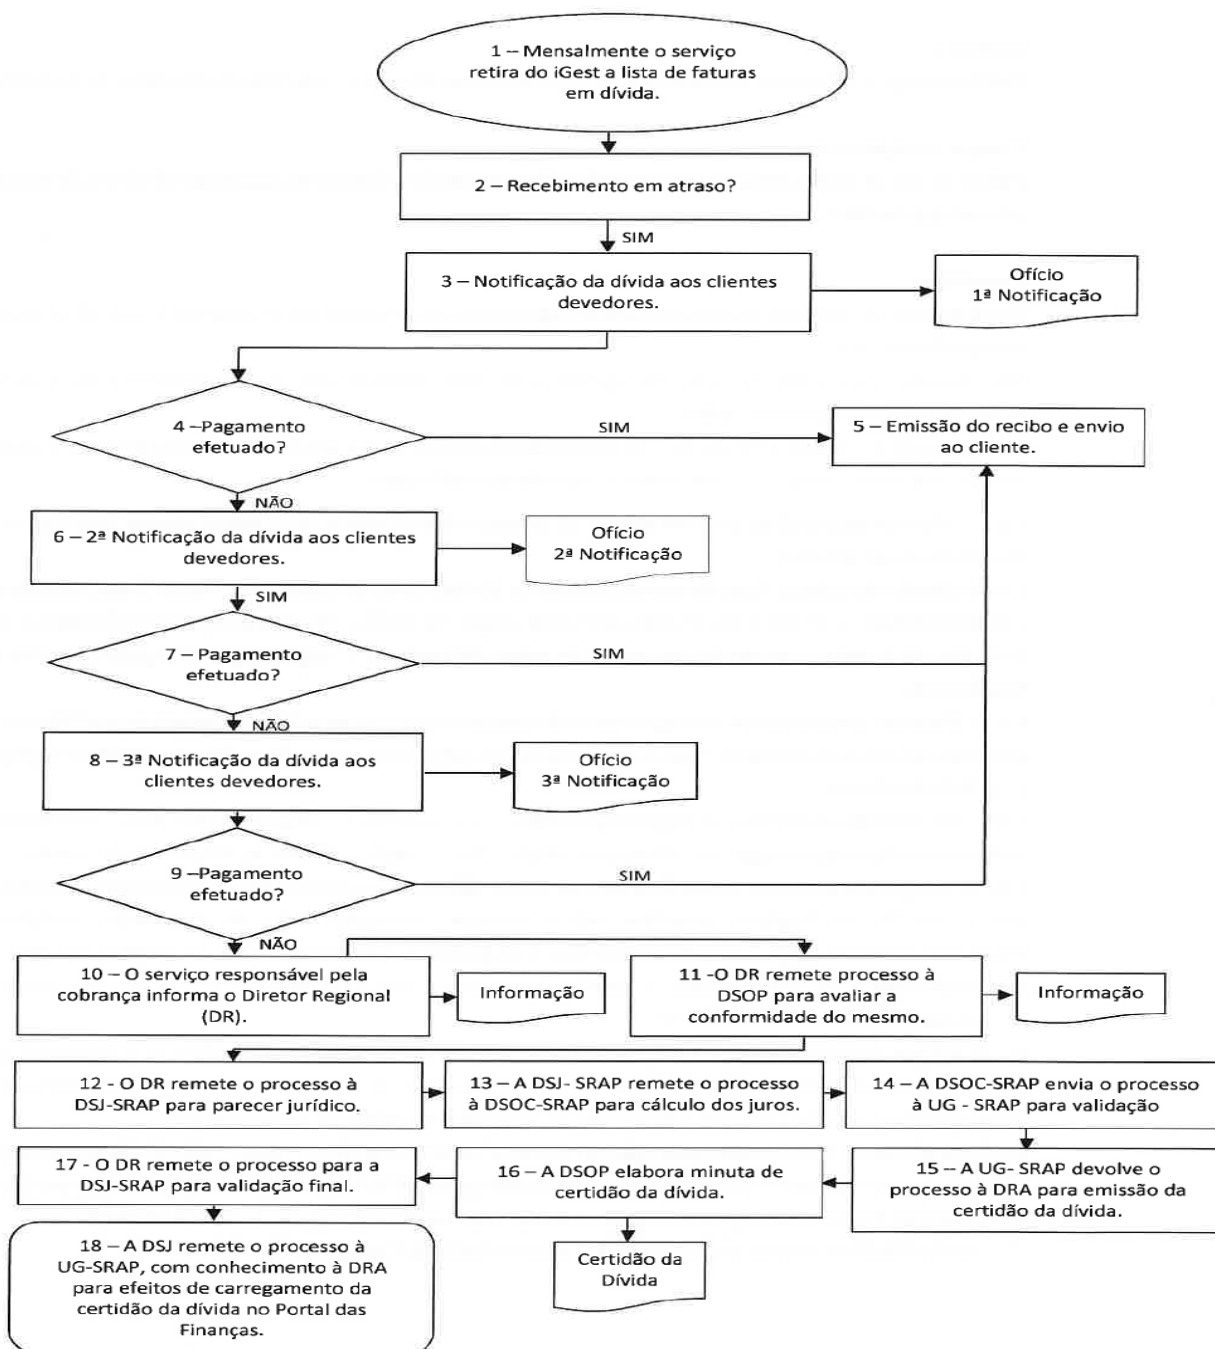 1 – Mensalmente o serviço
retira do iGest a lista de faturas
em dívida.
2 – Recebimento em atraso?
SIM
3 – Notificação da dívida aos clientes
devedores.
Ofício
1ª Notificação
4 –Pagamento
efetuado?
SIM
5 – Emissão do recibo e envio
ao cliente.
NÃO
6 – 2ª Notificação da dívida aos clientes
devedores.
Ofício
2ª Notificação
SIM
7 – Pagamento
efetuado?
SIM
NÃO
8 – 3ª Notificação da dívida aos
clientes devedores.
Ofício
3ª Notificação
9 –Pagamento
efetuado?
SIM
NÃO
10 – O serviço responsável pela
cobrança informa o Diretor Regional
(DR).
Informação
11 -O DR remete processo à
DSOP para avaliar a
conformidade do mesmo.
Informação
12 - O DR remete o processo à
DSJ-SRAP para parecer jurídico.
13 – A DSJ- SRAP remete o processo
à DSOC-SRAP para cálculo dos juros.
14 – A DSOC-SRAP envia o processo
à UG - SRAP para validação
15 – A UG- SRAP devolve o
processo à DRA para emissão da
certidão da dívida.
16 – A DSOP elabora minuta de
certidão da dívida.
Certidão da
Dívida
17 - O DR remete o processo para a
DSJ-SRAP para validação final.
18 – A DSJ remete o processo à
UG-SRAP, com conhecimento à DRA
para efeitos de carregamento da
certidão da dívida no Portal das
Finanças.